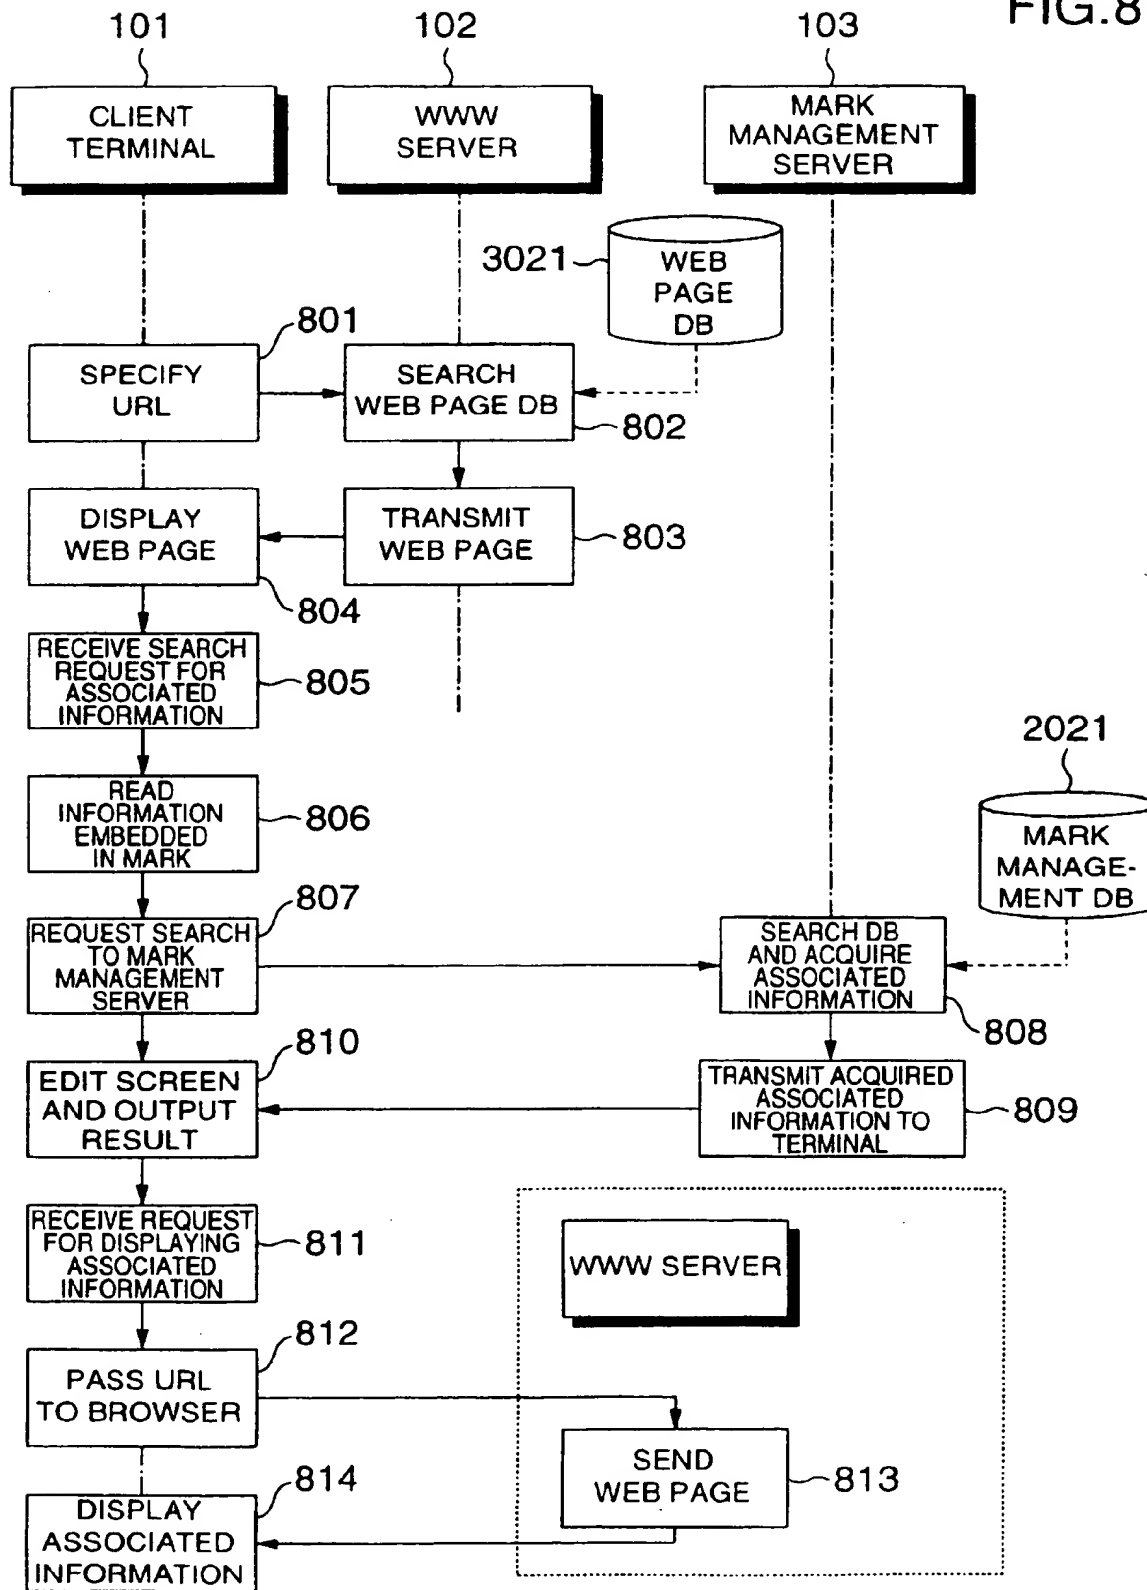 FIG.8
101
102
103
CLIENT
TERMINAL
WWW
SERVER
MARK
MANAGEMENT
SERVER
3021
WEB
PAGE
DB
801
SPECIFY
URL
SEARCH
WEB PAGE DB
802
DISPLAY
WEB PAGE
TRANSMIT
WEB PAGE
803
804
RECEIVE SEARCH
REQUEST FOR
ASSOCIATED
INFORMATION
805
2021
MARK
MANAGE-
MENT DB
READ
INFORMATION
EMBEDDED
IN MARK
806
807
REQUEST SEARCH
TO MARK
MANAGEMENT
SERVER
SEARCH DB
AND ACQUIRE
ASSOCIATED
INFORMATION
808
810
EDIT SCREEN
AND OUTPUT
RESULT
TRANSMIT ACQUIRED
ASSOCIATED
INFORMATION TO
TERMINAL
809
RECEIVE REQUEST
FOR DISPLAYING
ASSOCIATED
INFORMATION
811
WWW SERVER
812
PASS URL
TO BROWSER
SEND
WEB PAGE
813
814
DISPLAY
ASSOCIATED
INFORMATION